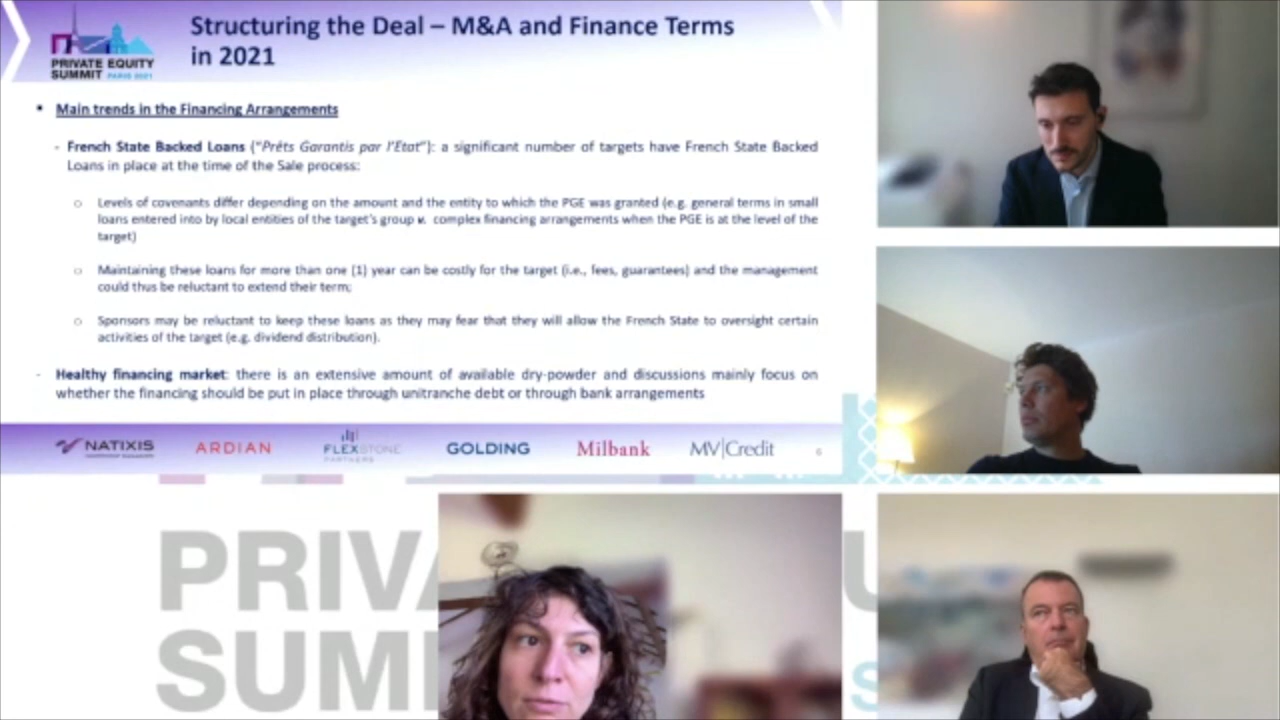 Structuring the Deal – M&A and Finance Terms
in 2021
PRIVATE EQUITY
SUMMIT PARIS 2021
Main trends in the Financing Arrangements
- French State Backed Loans ("Prêts Garantis par l'Etat"): a significant number of targets have French State Backed
Loans in place at the time of the Sale process:
o Levels of covenants differ depending on the amount and the entity to which the PGE was granted (e.g. general terms in small
loans entered into by local entities of the target's group v. complex financing arrangements when the PGE is at the level of the
target)
o Maintaining these loans for more than one (1) year can be costly for the target (i.e., fees, guarantees) and the management
could thus be reluctant to extend their term;
o Sponsors may be reluctant to keep these loans as they may fear that they will allow the French State to oversight certain
activities of the target (e.g. dividend distribution).
- Healthy financing market: there is an extensive amount of available dry-powder and discussions mainly focus on
whether the financing should be put in place through unitranche debt or through bank arrangements
NATIXIS
ARDIAN
FLEXSTONE
PARTNERS
GOLDING
Milbank
MV|Credit
6
PRIVA U
SUM S